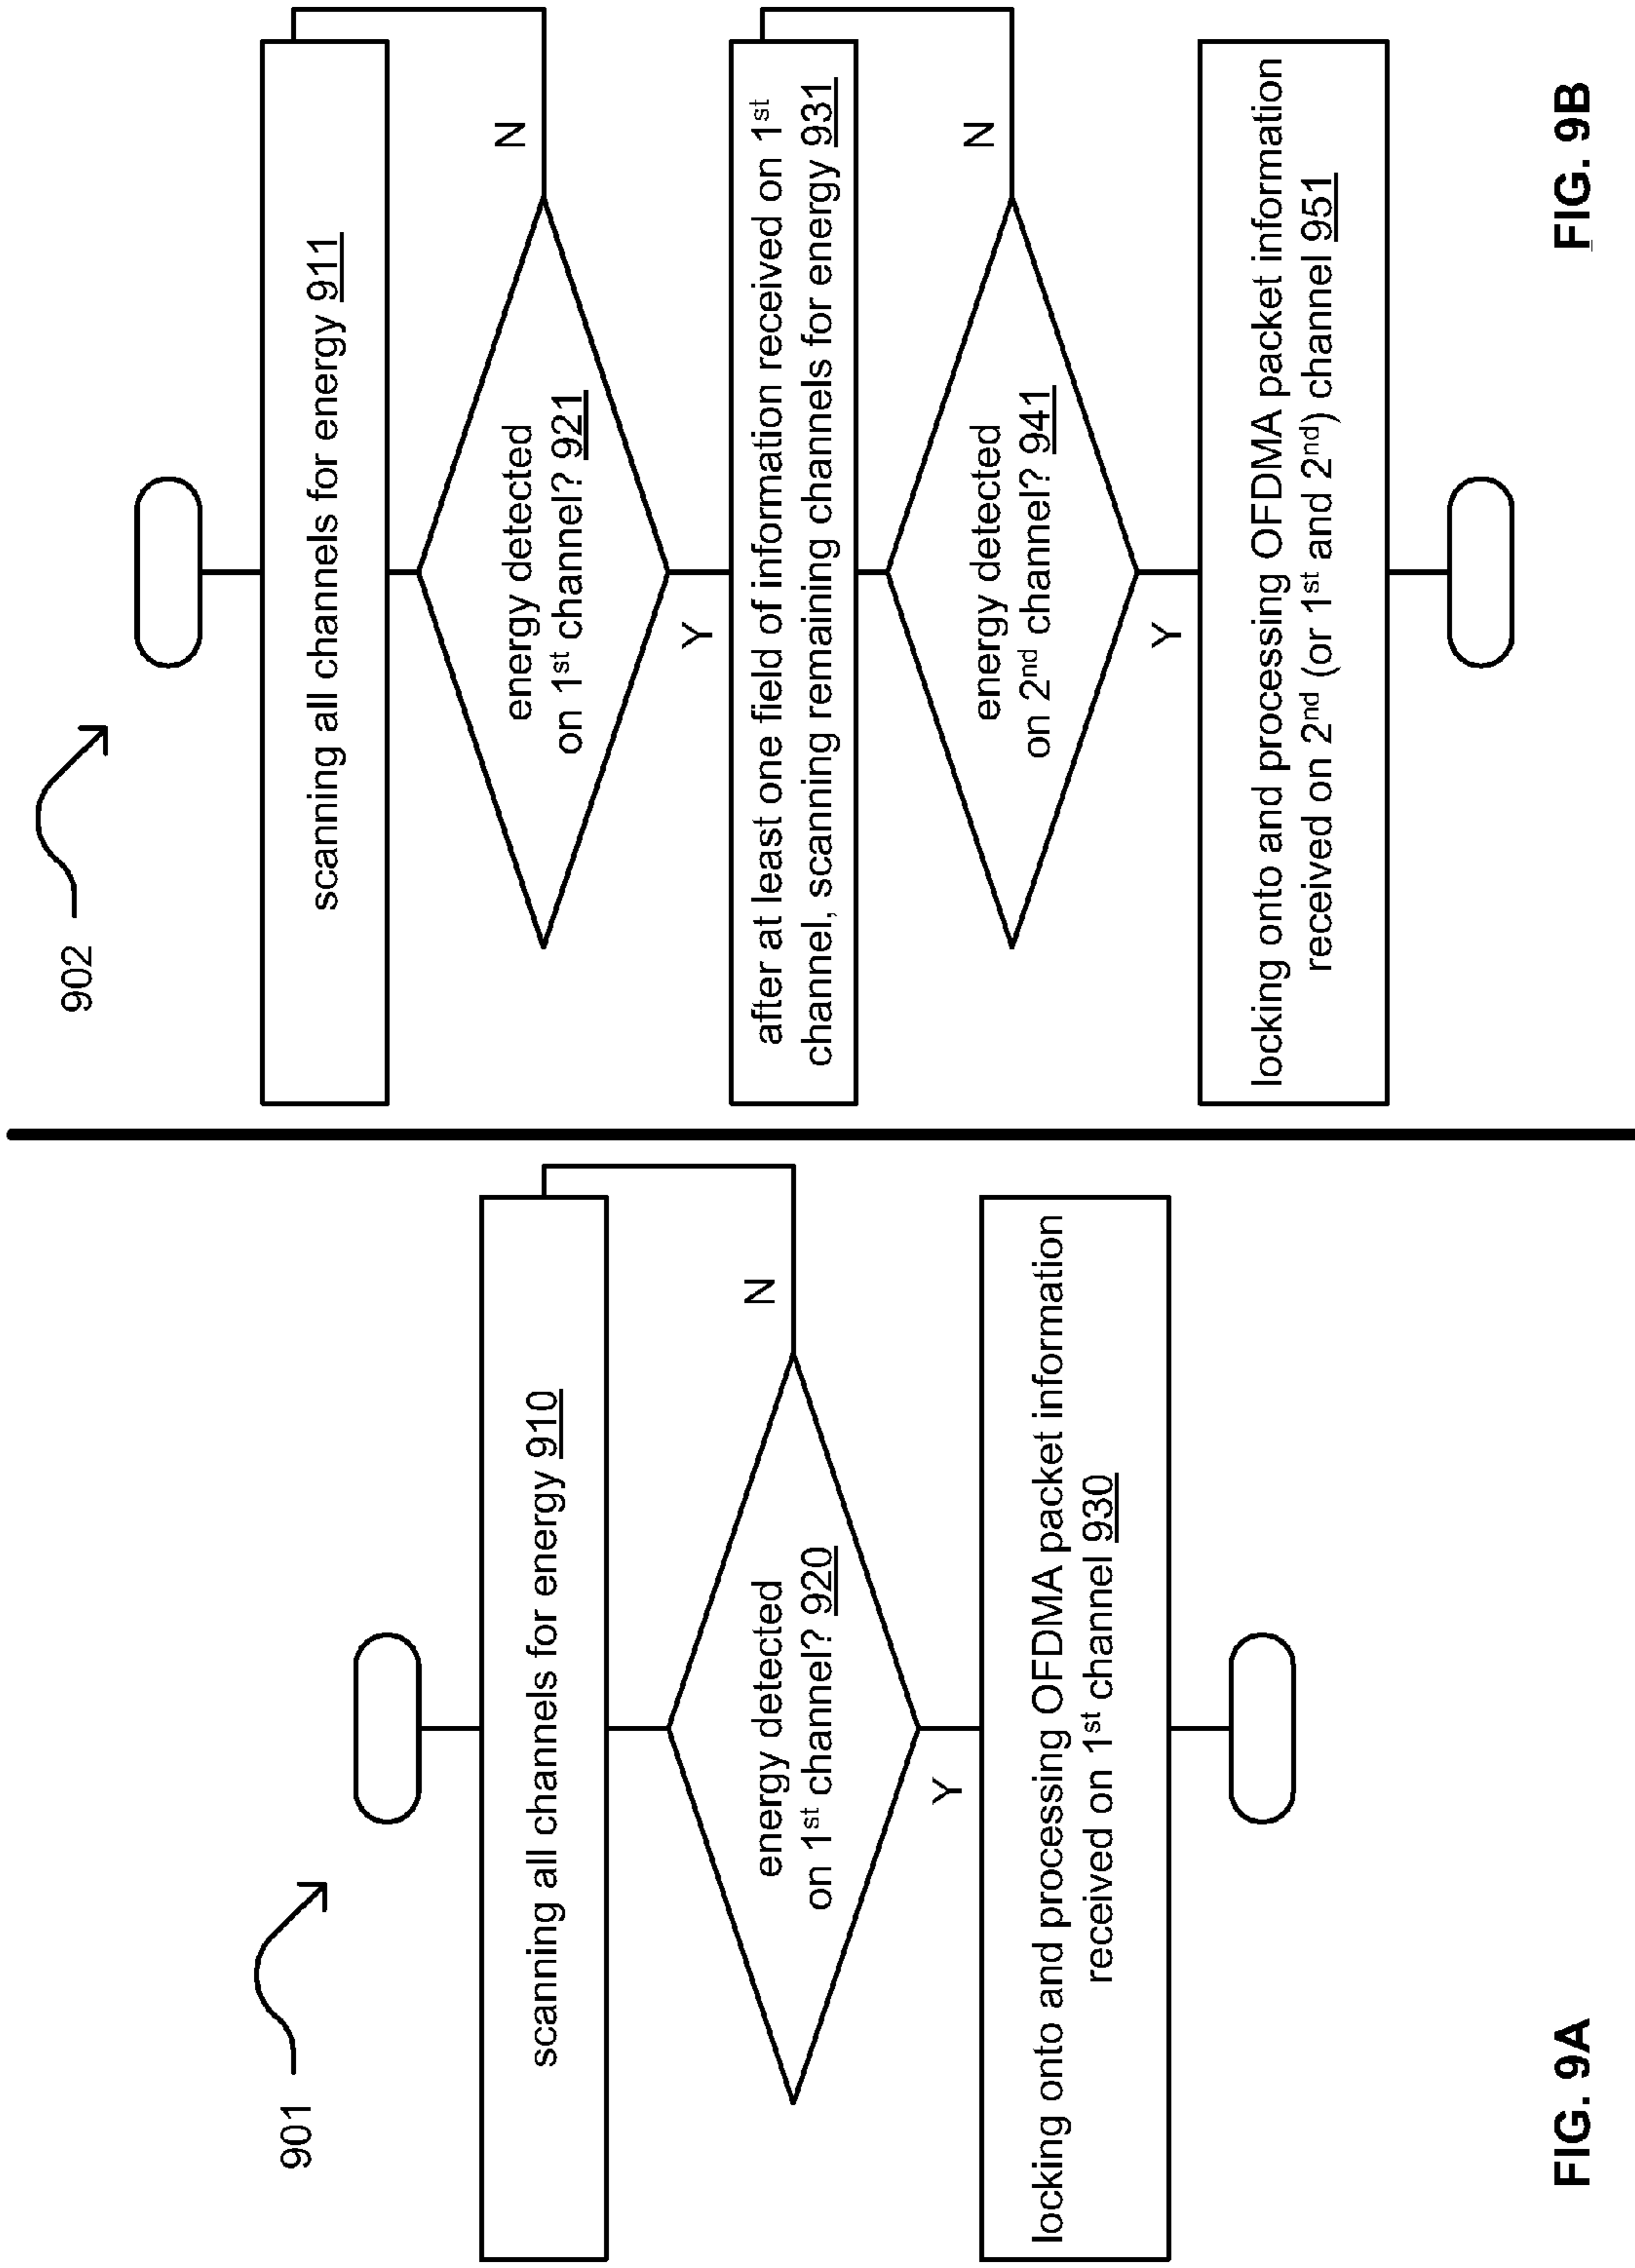 901
scanning all channels for energy 910
energy detected
on 1st channel? 920
N
Y
locking onto and processing OFDMA packet information
received on 1st channel 930
FIG. 9A
902
scanning all channels for energy 911
energy detected
on 1st channel? 921
N
Y
after at least one field of information received on 1st
channel, scanning remaining channels for energy 931
energy detected
on 2nd channel? 941
N
Y
locking onto and processing OFDMA packet information
received on 2nd (or 1st and 2nd) channel 951
FIG. 9B